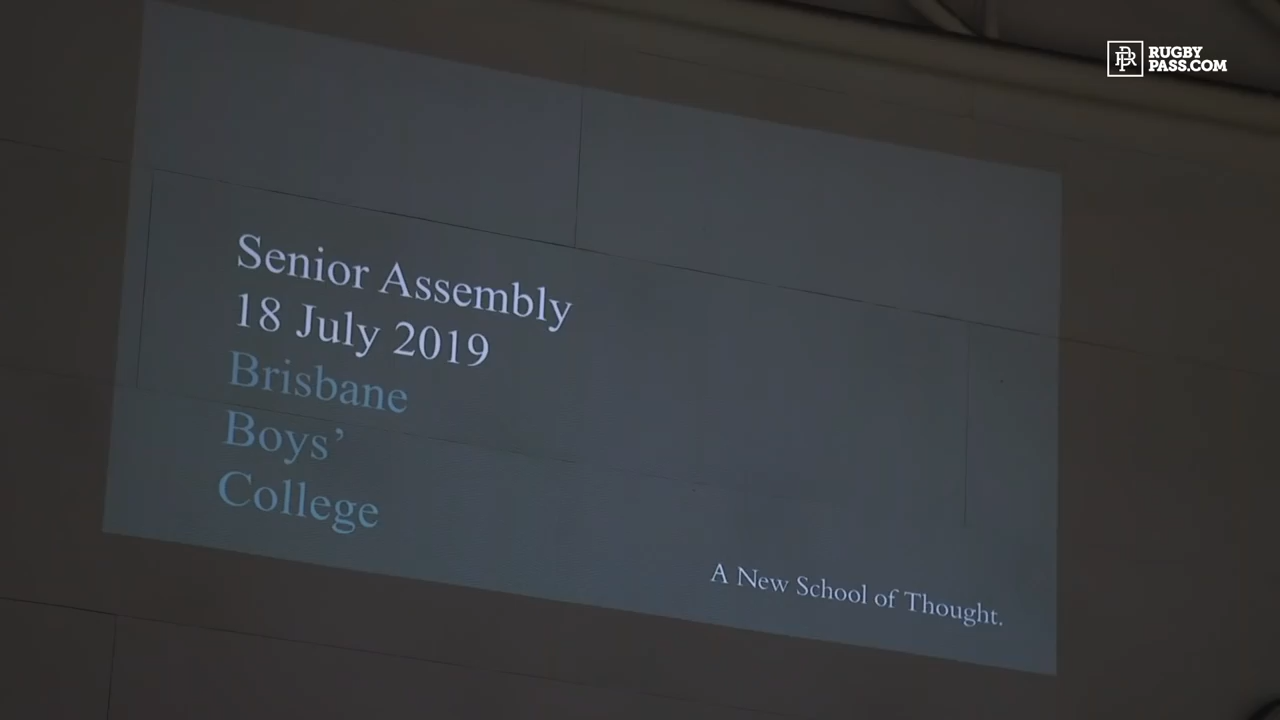 RUGBY
PASS.COM
Senior Assembly
18 July 2019
Brisbane
Boys’
College
A New School of Thought.